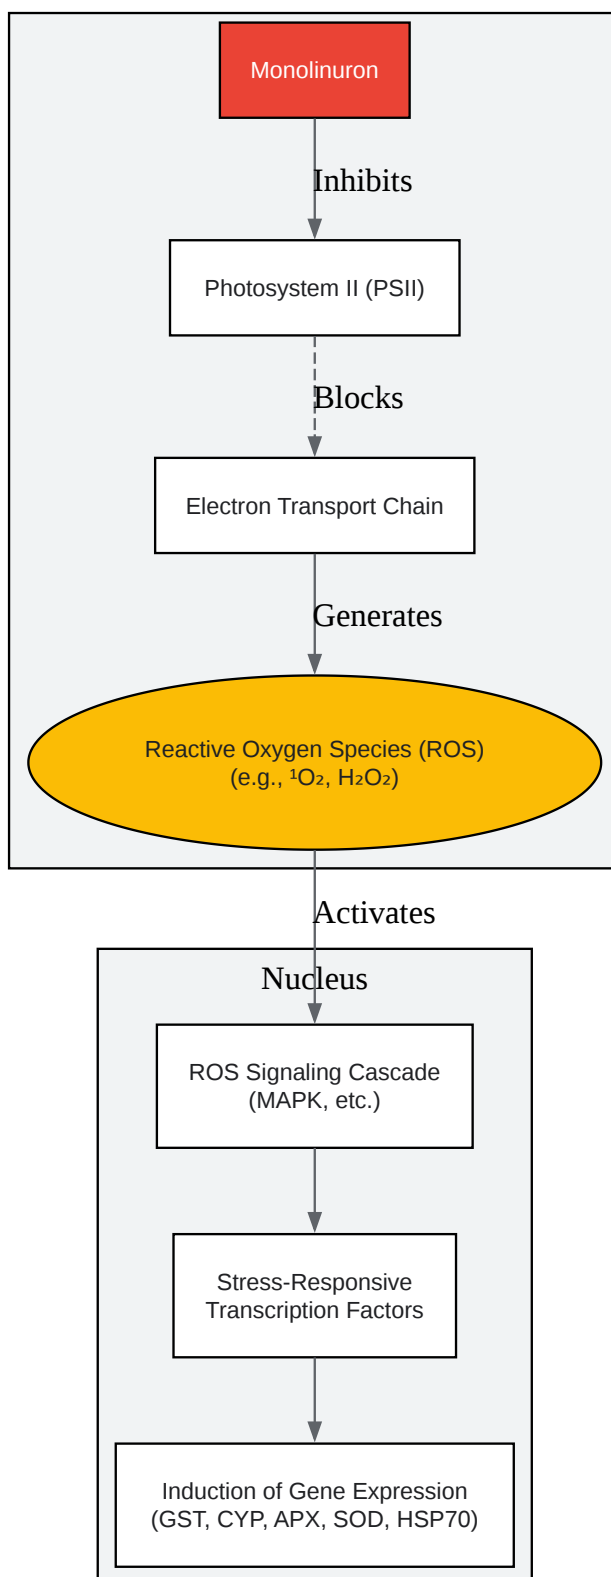 Monolinuron
Inhibits
Photosystem II (PSII)
Blocks
Electron Transport Chain
Generates
Reactive Oxygen Species (ROS)
(e.g., ¹O₂, H₂O₂)
Activates
Nucleus
ROS Signaling Cascade
(MAPK, etc.)
Stress-Responsive
Transcription Factors
Induction of Gene Expression
(GST, CYP, APX, SOD, HSP70)